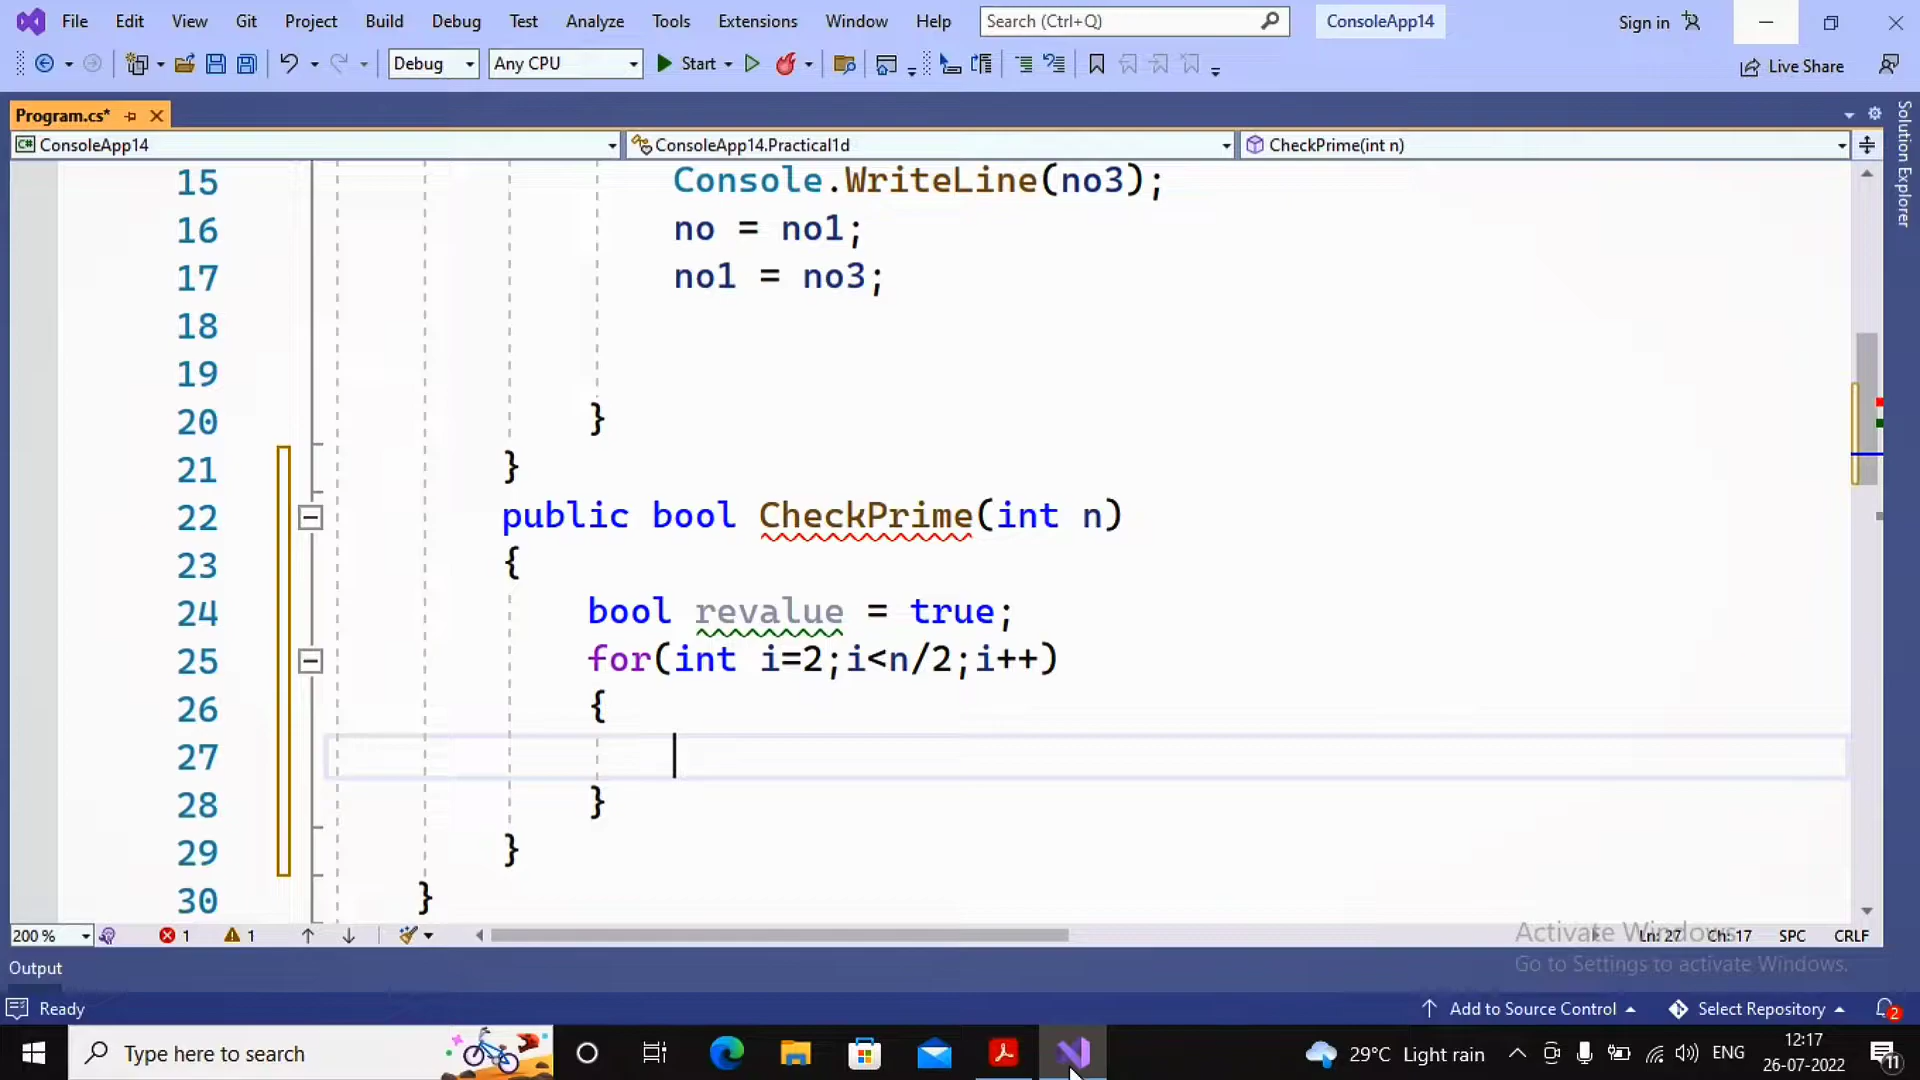 File Edit View Git Project Build Debug Test Analyze Tools Extensions Window Help Search (Ctrl+Q) ConsoleApp14 Sign in
Debug Any CPU Start Live Share
Program.cs*
ConsoleApp14 ConsoleApp14.Practical1d CheckPrime(int n)
Solution Explorer
15 Console.WriteLine(no3);
16 no = no1;
17 no1 = no3;
18
19
20 }
21 }
22 public bool CheckPrime(int n)
23 {
24 bool revalue = true;
25 for(int i=2;i<n/2;i++)
26 {
27
28 }
29 }
30 }
200 % 1 1 Ln: 27 Ch: 17 SPC CRLF
Activate Windows
Go to Settings to activate Windows.
Output
Ready Add to Source Control Select Repository 2
Type here to search 29°C Light rain ENG 12:17
26-07-2022 11